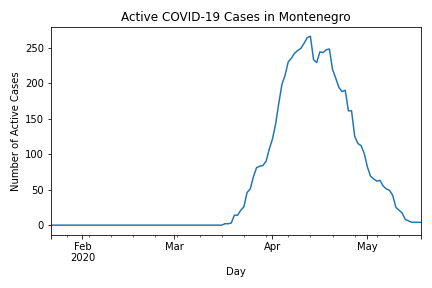 Active COVID-19 Cases in Montenegro
Number of Active Cases
250
200
150
100
50
0
Feb
2020
Mar
Apr
May
Day